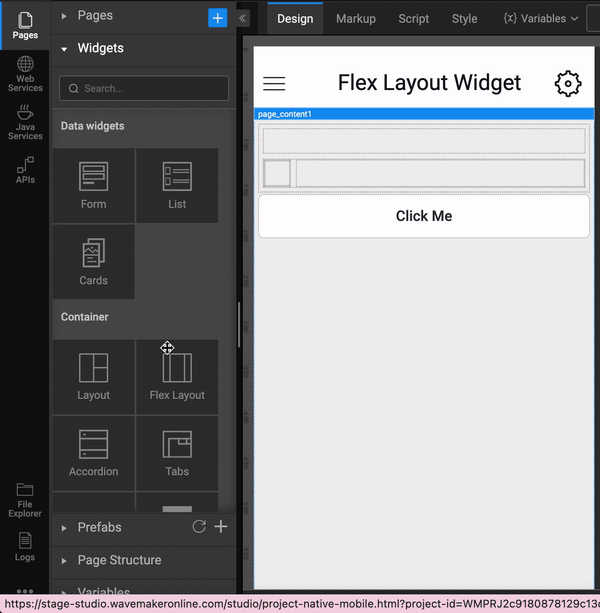 Pages
Web
Services
Java
Services
APIs
File
Explorer
Logs
Pages
Widgets
Search...
Data widgets
Form
List
Cards
Container
Layout
Flex Layout
Accordion
Tabs
Prefabs
Page Structure
Variables
Design
Markup
Script
Style
{x} Variables
Flex Layout Widget
page_content1
Click Me
https://stage-studio.wavemakeronline.com/studio/project-native-mobile.html?project-id=WMPRJ2c9180878129c13